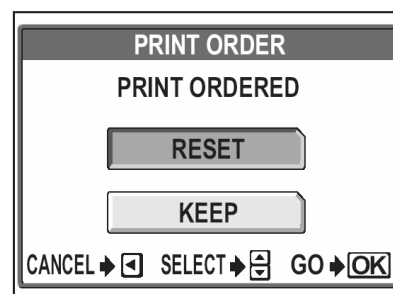 PRINT ORDER
PRINT ORDERED
RESET
KEEP
CANCEL SELECT GO OK